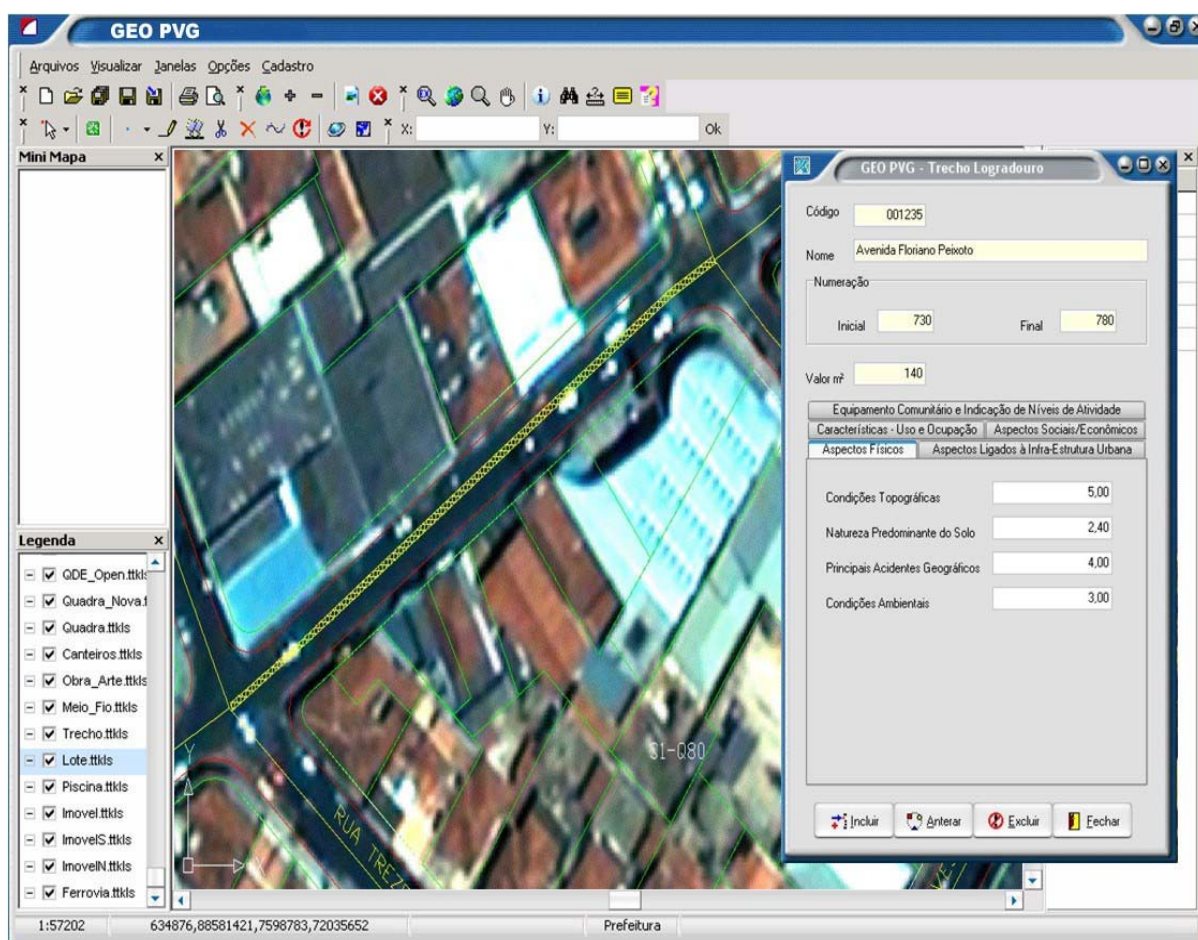 GEO PVG
Arquivos Visualizar Janelas Opções Cadastro
X: Y: Ok
Mini Mapa x
Legenda x
QDE_Open.ttkls
Quadra_Nova.t
Quadra.ttkls
Canteiros.ttkls
Obra_Arte.ttkls
Meio_Fio.ttkls
Trecho.ttkls
Lote.ttkls
Piscina.ttkls
Imovel.ttkls
ImovelS.ttkls
ImovelN.ttkls
Ferrovia.ttkls
S1-Q80
RUA TREZE
Y
X
GEO PVG - Trecho Logradouro
Código 001235
Nome Avenida Floriano Peixoto
Numeração
Inicial 730 Final 780
Valor m² 140
Equipamento Comunitário e Indicação de Níveis de Atividade
Características - Uso e Ocupação Aspectos Sociais/Econômicos
Aspectos Físicos Aspectos Ligados à Infra-Estrutura Urbana
Condições Topográficas 5,00
Natureza Predominante do Solo 2,40
Principais Acidentes Geográficos 4,00
Condições Ambientais 3,00
Incluir Anterar Excluir Fechar
1:57202 634876,88581421,7598783,72035652 Prefeitura